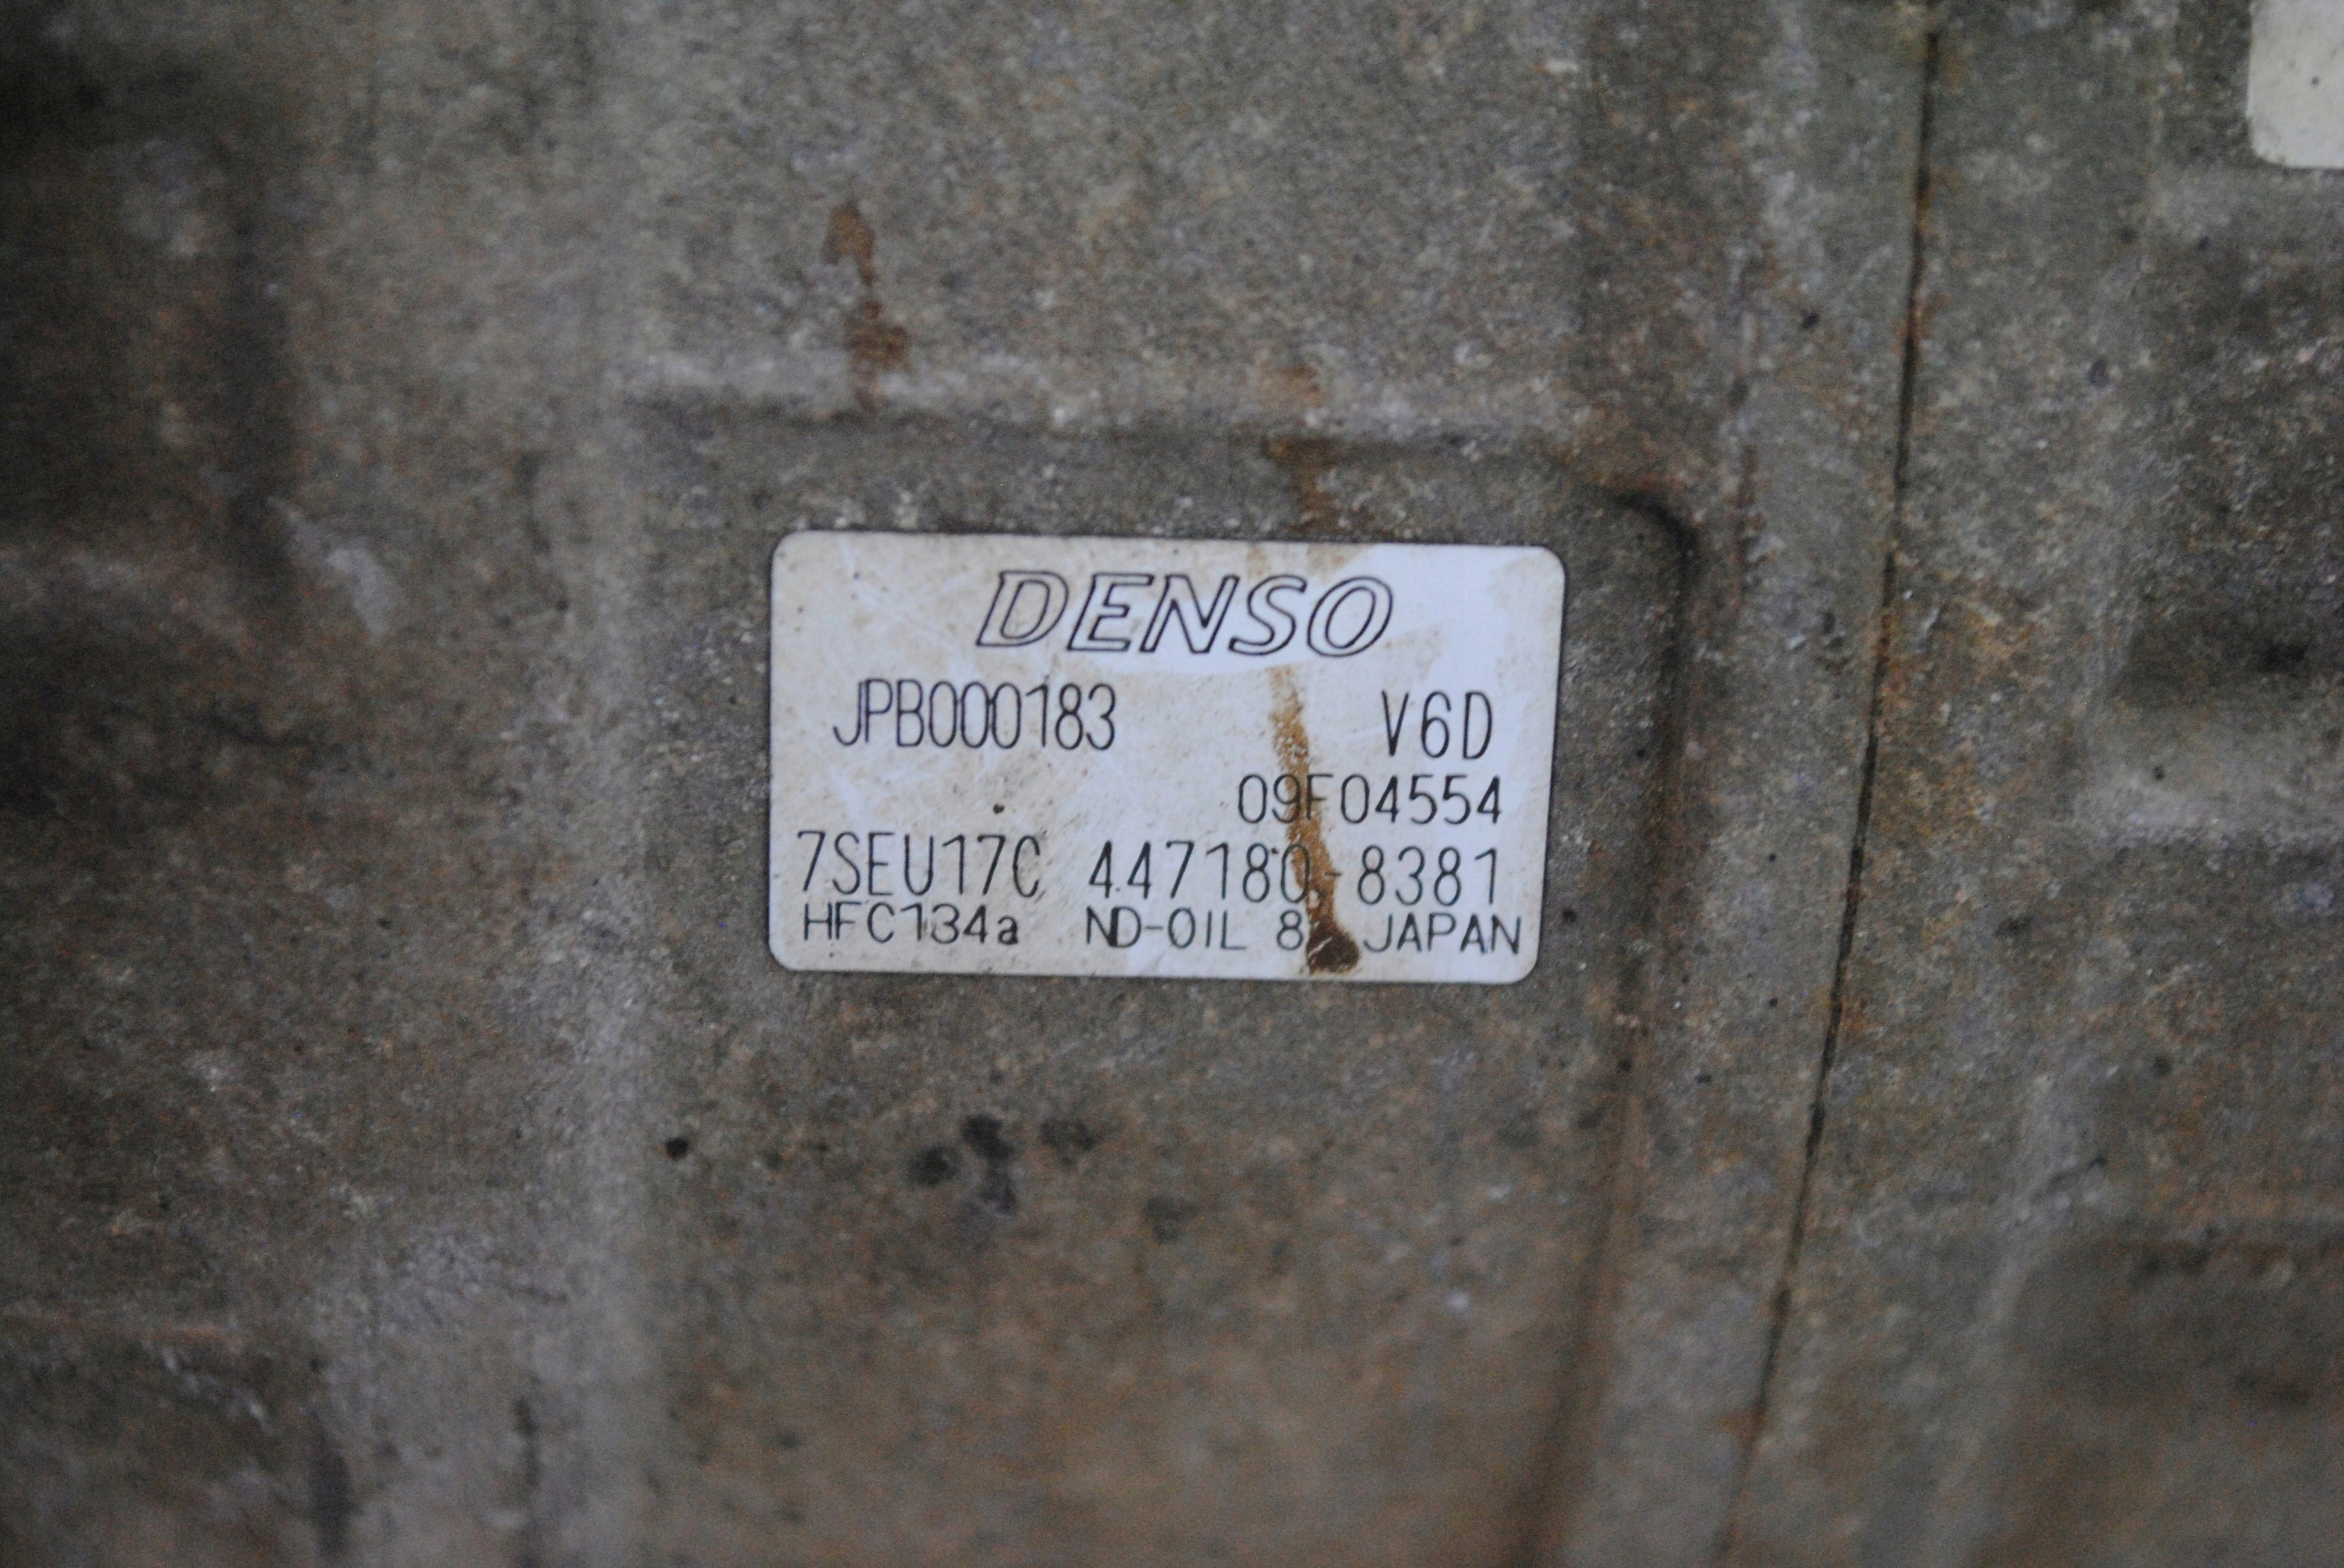 DENSO
JPB000183 V6D
09F04554
7SEU17C 447180-8381
HFC134a ND-OIL 8 JAPAN